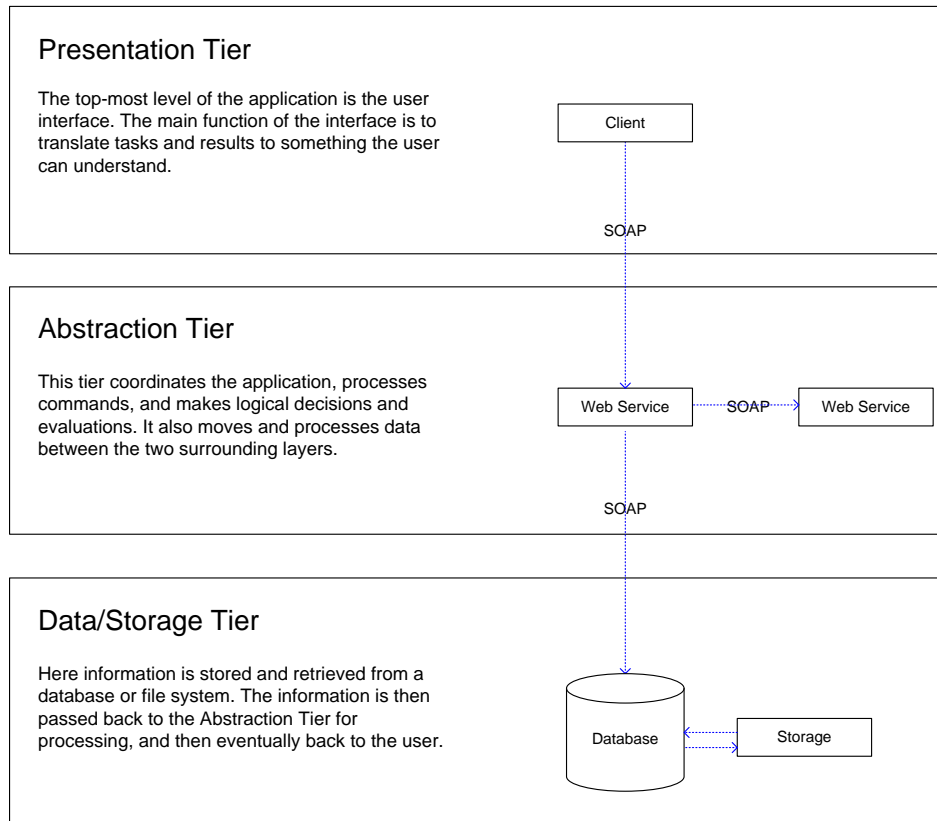 Presentation Tier
The top-most level of the application is the user
interface. The main function of the interface is to
translate tasks and results to something the user
can understand.
Client
SOAP
Abstraction Tier
This tier coordinates the application, processes
commands, and makes logical decisions and
evaluations. It also moves and processes data
between the two surrounding layers.
Web Service
SOAP
Web Service
SOAP
Data/Storage Tier
Here information is stored and retrieved from a
database or file system. The information is then
passed back to the Abstraction Tier for
processing, and then eventually back to the user.
Database
Storage